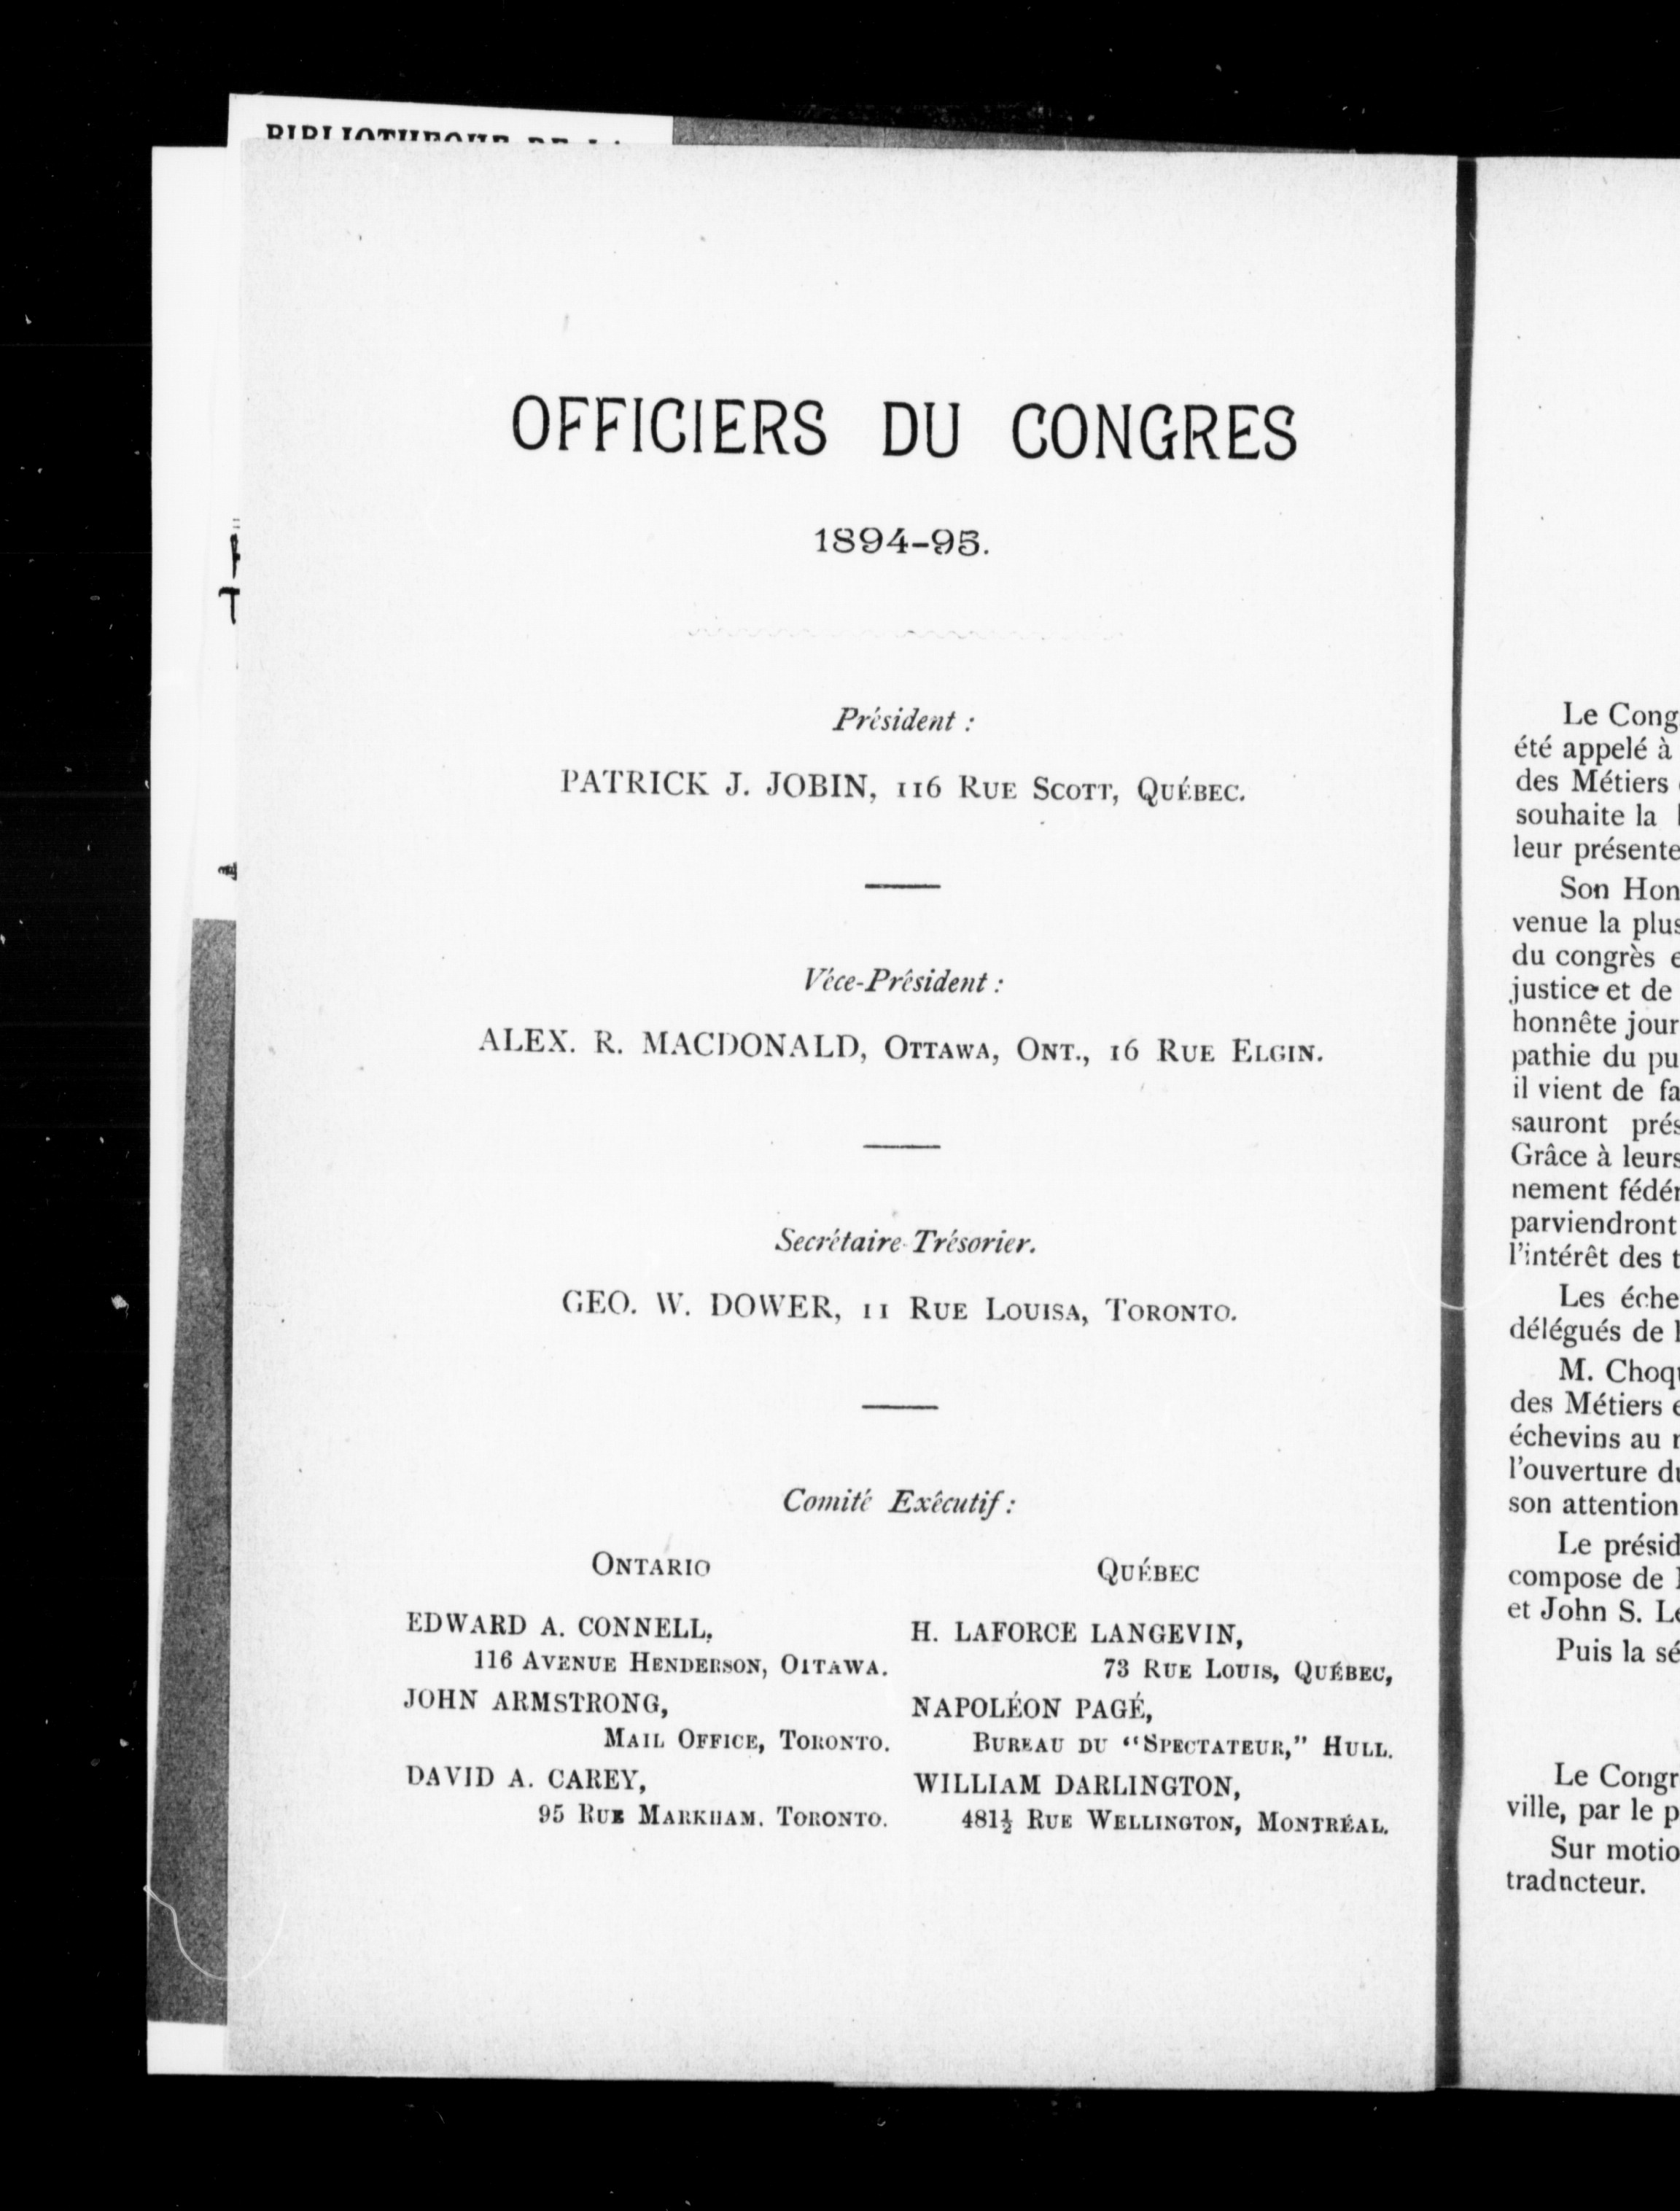 OFFICIERS DU CONGRES
1894-95.
Président :
PATRICK J. JOBIN, 116 RUE SCOTT, QUÉBEC.
Véce-Président :
ALEX. R. MACDONALD, OTTAWA, ONT., 16 RUE ELGIN.
Secrétaire-Trésorier.
GEO. W. DOWER, 11 RUE LOUISA, TORONTO.
Comité Exécutif :
ONTARIO
EDWARD A. CONNELL,
116 AVENUE HENDERSON, OTTAWA.
JOHN ARMSTRONG,
MAIL OFFICE, TORONTO.
DAVID A. CAREY,
95 RUE MARKHAM. TORONTO.
QUÉBEC
H. LAFORCE LANGEVIN,
73 RUE LOUIS, QUÉBEC,
NAPOLÉON PAGÉ,
BUREAU DU “SPECTATEUR,” HULL.
WILLIAM DARLINGTON,
481½ RUE WELLINGTON, MONTRÉAL.
Le Cong
été appelé à
des Métiers
souhaite la
leur présente
Son Hon
venue la plus
du congrès e
justice et de
honnête jour
pathie du pu
il vient de fa
sauront prés
Grâce à leurs
nement fédér
parviendront
l'intérêt des t
Les éche
délégués de l
M. Choqu
des Métiers e
échevins au
l'ouverture du
son attention
Le présid
compose de
et John S. Le
Puis la sé
Le Congr
ville, par le p
Sur motio
tradncteur.